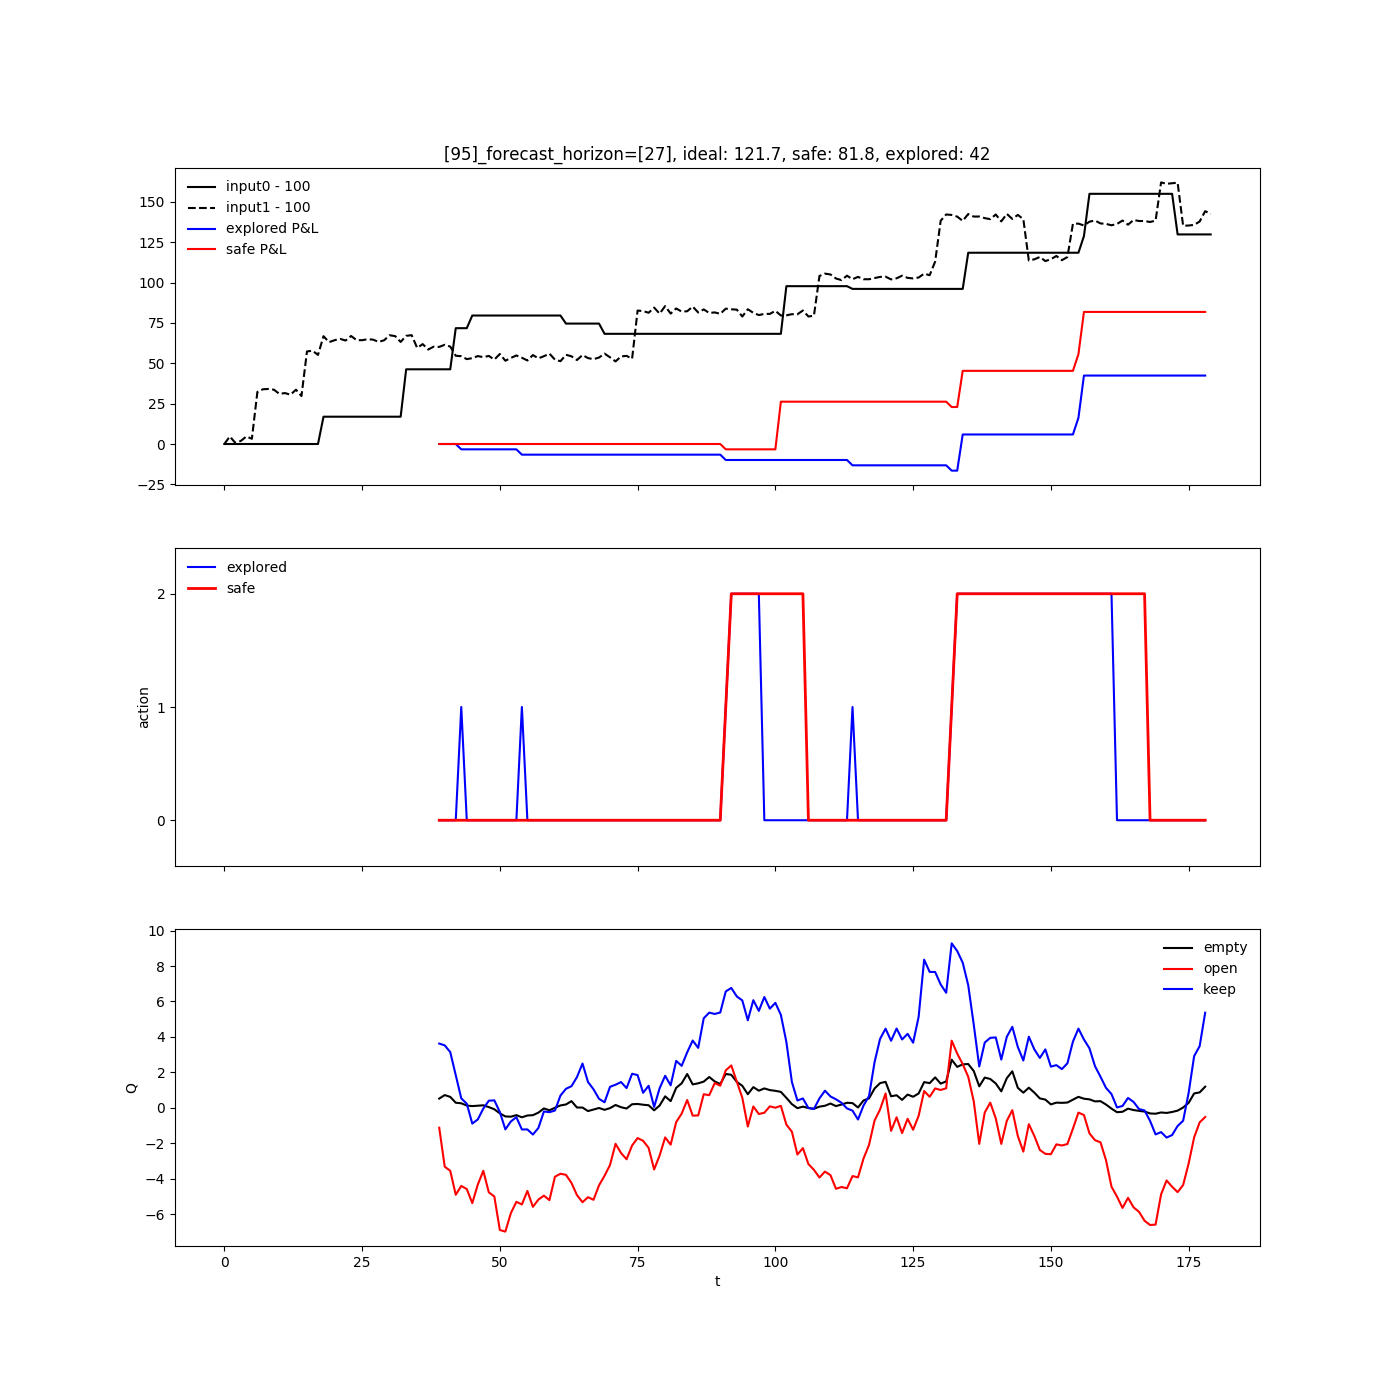 [95]_forecast_horizon=[27], ideal: 121.7, safe: 81.8, explored: 42
input0 - 100
input1 - 100
explored P&L
safe P&L
150
125
100
75
50
25
0
−25
explored
safe
2
1
0
action
empty
open
keep
10
8
6
4
2
0
−2
−4
−6
Q
0 25 50 75 100 125 150 175
t